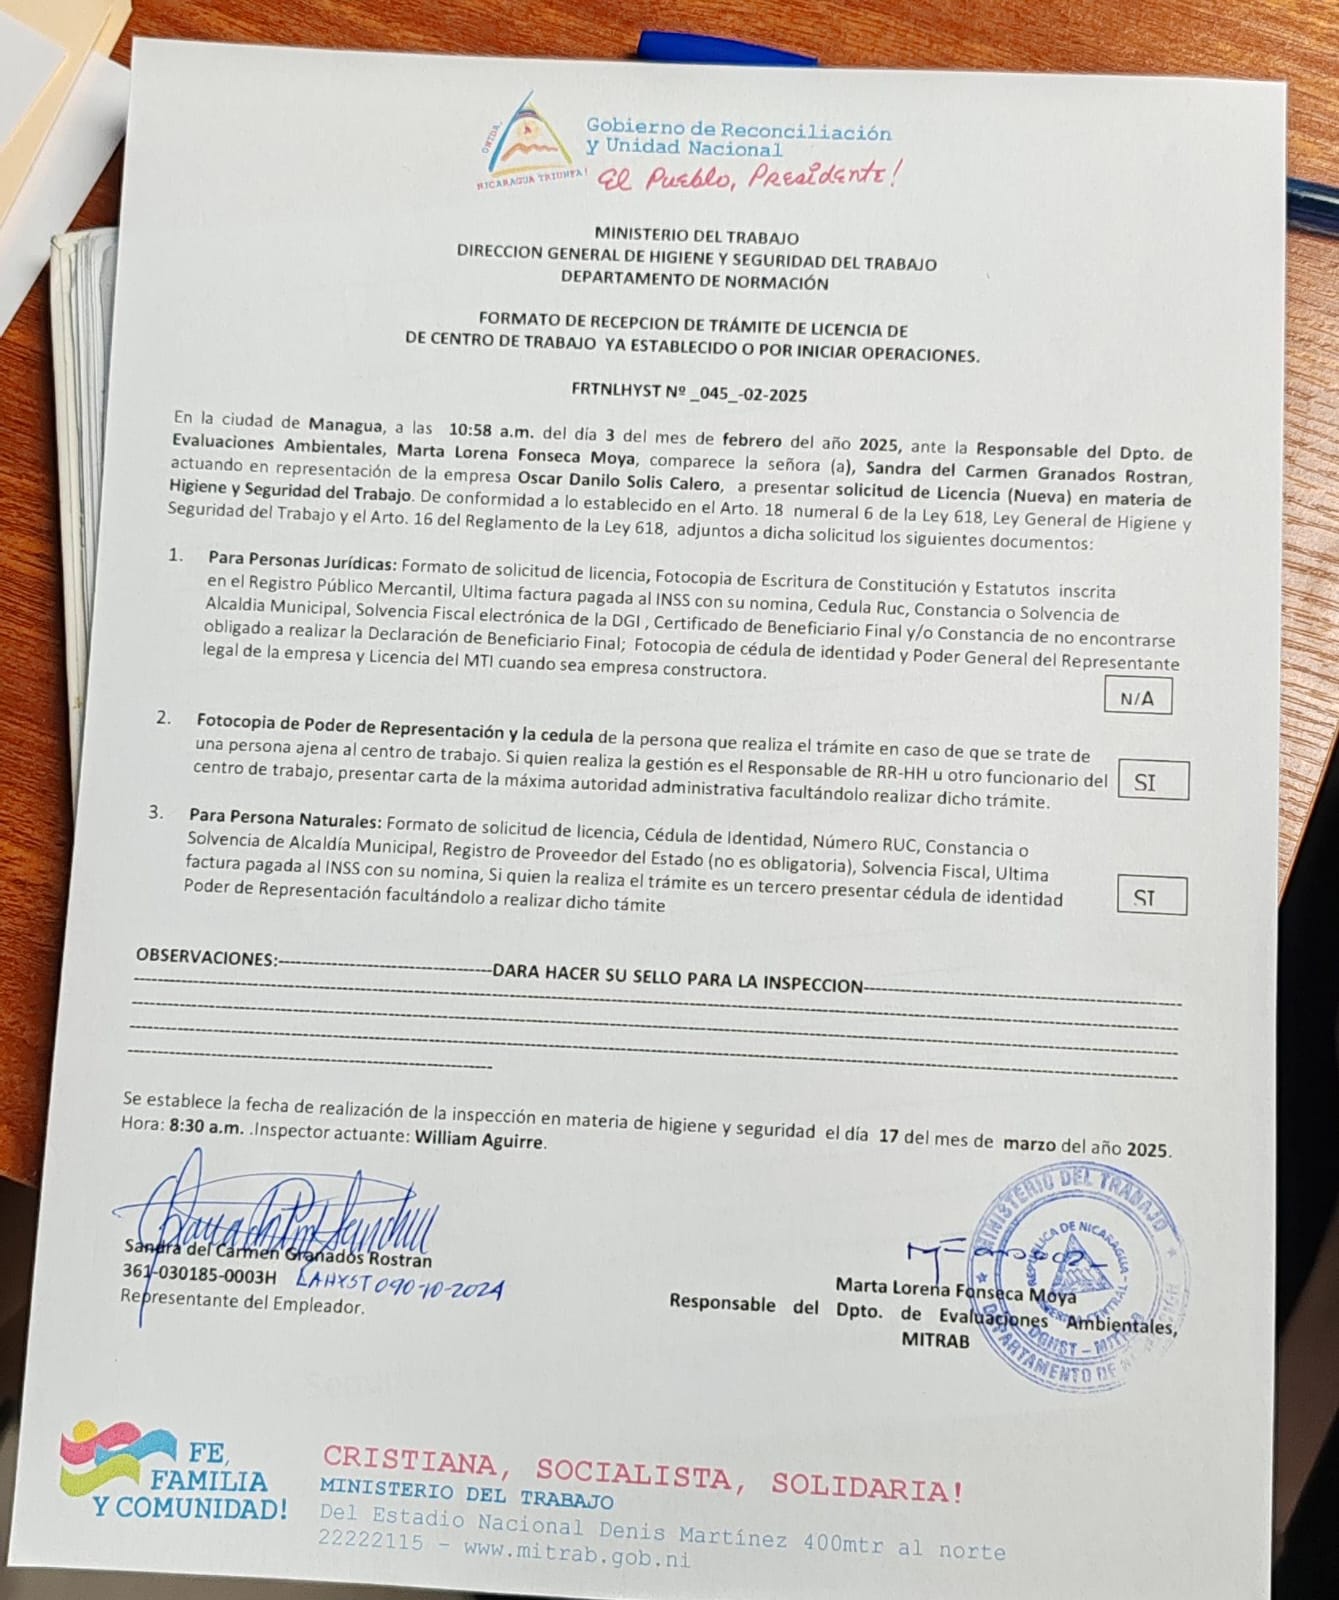 UNIDA,
NICARAGUA TRIUNFA!
Gobierno de Reconciliación
y Unidad Nacional
El Pueblo, Presidente!
MINISTERIO DEL TRABAJO
DIRECCION GENERAL DE HIGIENE Y SEGURIDAD DEL TRABAJO
DEPARTAMENTO DE NORMACIÓN
FORMATO DE RECEPCION DE TRÁMITE DE LICENCIA DE
DE CENTRO DE TRABAJO YA ESTABLECIDO O POR INICIAR OPERACIONES.
FRTNLHYST Nº _045_-02-2025
En la ciudad de Managua, a las 10:58 a.m. del día 3 del mes de febrero del año 2025, ante la Responsable del Dpto. de
Evaluaciones Ambientales, Marta Lorena Fonseca Moya, comparece la señora (a), Sandra del Carmen Granados Rostran,
actuando en representación de la empresa Oscar Danilo Solis Calero, a presentar solicitud de Licencia (Nueva) en materia de
Higiene y Seguridad del Trabajo. De conformidad a lo establecido en el Arto. 18 numeral 6 de la Ley 618, Ley General de Higiene y
Seguridad del Trabajo y el Arto. 16 del Reglamento de la Ley 618, adjuntos a dicha solicitud los siguientes documentos:
1. Para Personas Jurídicas: Formato de solicitud de licencia, Fotocopia de Escritura de Constitución y Estatutos inscrita
en el Registro Público Mercantil, Ultima factura pagada al INSS con su nomina, Cedula Ruc, Constancia o Solvencia de
Alcaldia Municipal, Solvencia Fiscal electrónica de la DGI , Certificado de Beneficiario Final y/o Constancia de no encontrarse
obligado a realizar la Declaración de Beneficiario Final; Fotocopia de cédula de identidad y Poder General del Representante
legal de la empresa y Licencia del MTI cuando sea empresa constructora.
N/A
2. Fotocopia de Poder de Representación y la cedula de la persona que realiza el trámite en caso de que se trate de
una persona ajena al centro de trabajo. Si quien realiza la gestión es el Responsable de RR-HH u otro funcionario del
centro de trabajo, presentar carta de la máxima autoridad administrativa facultándolo realizar dicho trámite.
SI
3. Para Persona Naturales: Formato de solicitud de licencia, Cédula de Identidad, Número RUC, Constancia o
Solvencia de Alcaldía Municipal, Registro de Proveedor del Estado (no es obligatoria), Solvencia Fiscal, Ultima
factura pagada al INSS con su nomina, Si quien la realiza el trámite es un tercero presentar cédula de identidad
Poder de Representación facultándolo a realizar dicho támite
SI
OBSERVACIONES:-----------------------------------DARA HACER SU SELLO PARA LA INSPECCION-----------------------------------
Se establece la fecha de realización de la inspección en materia de higiene y seguridad el día 17 del mes de marzo del año 2025.
Hora: 8:30 a.m. .Inspector actuante: William Aguirre.
Sandra del Carmen Granados Rostran
361-030185-0003H LAHYST090-10-2024
Representante del Empleador.
MFonseca
Marta Lorena Fonseca Moya
Responsable del Dpto. de Evaluaciones Ambientales,
MITRAB
MINISTERIO DEL TRABAJO
REPÚBLICA DE NICARAGUA
DGHST - MITRAB
DEPARTAMENTO DE
FE,
FAMILIA
Y COMUNIDAD!
CRISTIANA, SOCIALISTA, SOLIDARIA!
MINISTERIO DEL TRABAJO
Del Estadio Nacional Denis Martínez 400mtr al norte
22222115 - www.mitrab.gob.ni